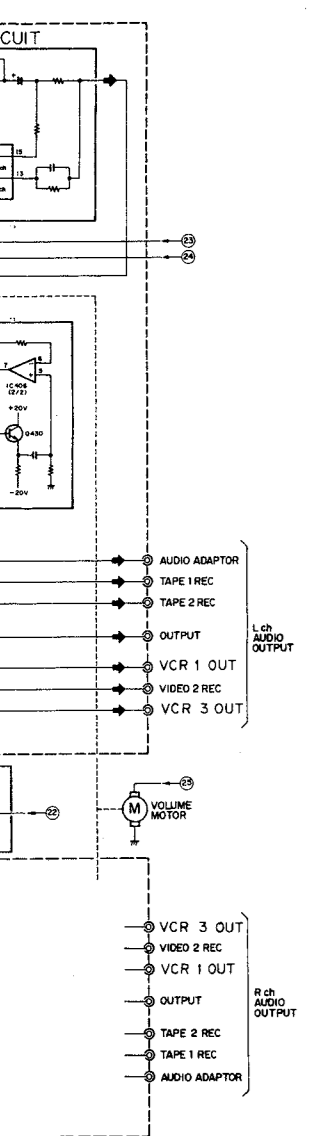 CUIT
15
13
23
24
7
6
5
IC406
(2/2)
+20V
Q430
-20V
AUDIO ADAPTOR
TAPE 1 REC
TAPE 2 REC
OUTPUT
VCR 1 OUT
VIDEO 2 REC
VCR 3 OUT
L ch
AUDIO
OUTPUT
25
M
VOLUME
MOTOR
22
VCR 3 OUT
VIDEO 2 REC
VCR 1 OUT
OUTPUT
TAPE 2 REC
TAPE 1 REC
AUDIO ADAPTOR
R ch
AUDIO
OUTPUT